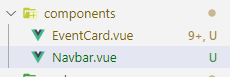 components
EventCard.vue 9+, U
Navbar.vue U